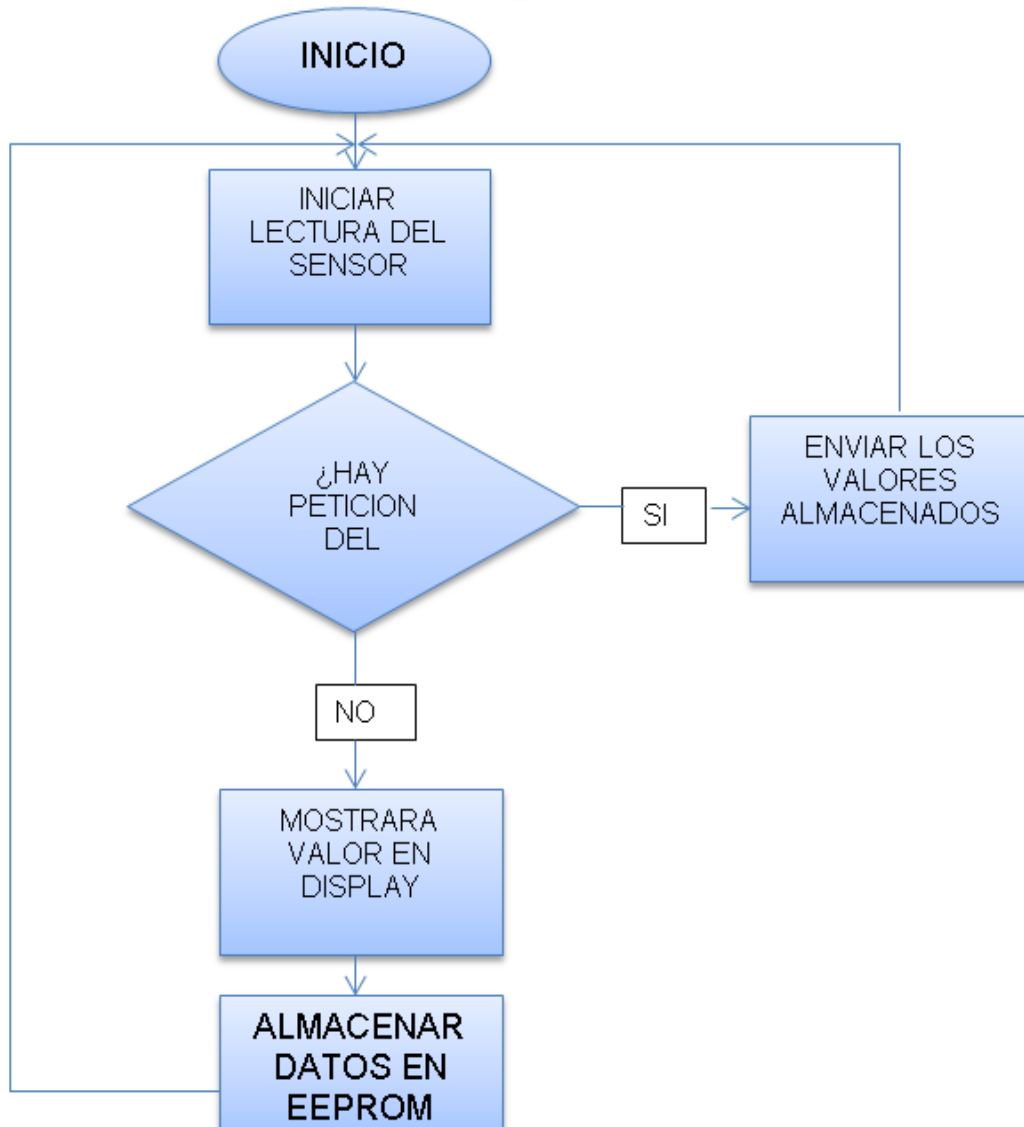 INICIO
INICIAR
LECTURA DEL
SENSOR
¿HAY
PETICION
DEL
SI
ENVIAR LOS
VALORES
ALMACENADOS
NO
MOSTRARA
VALOR EN
DISPLAY
ALMACENAR
DATOS EN
EEPROM